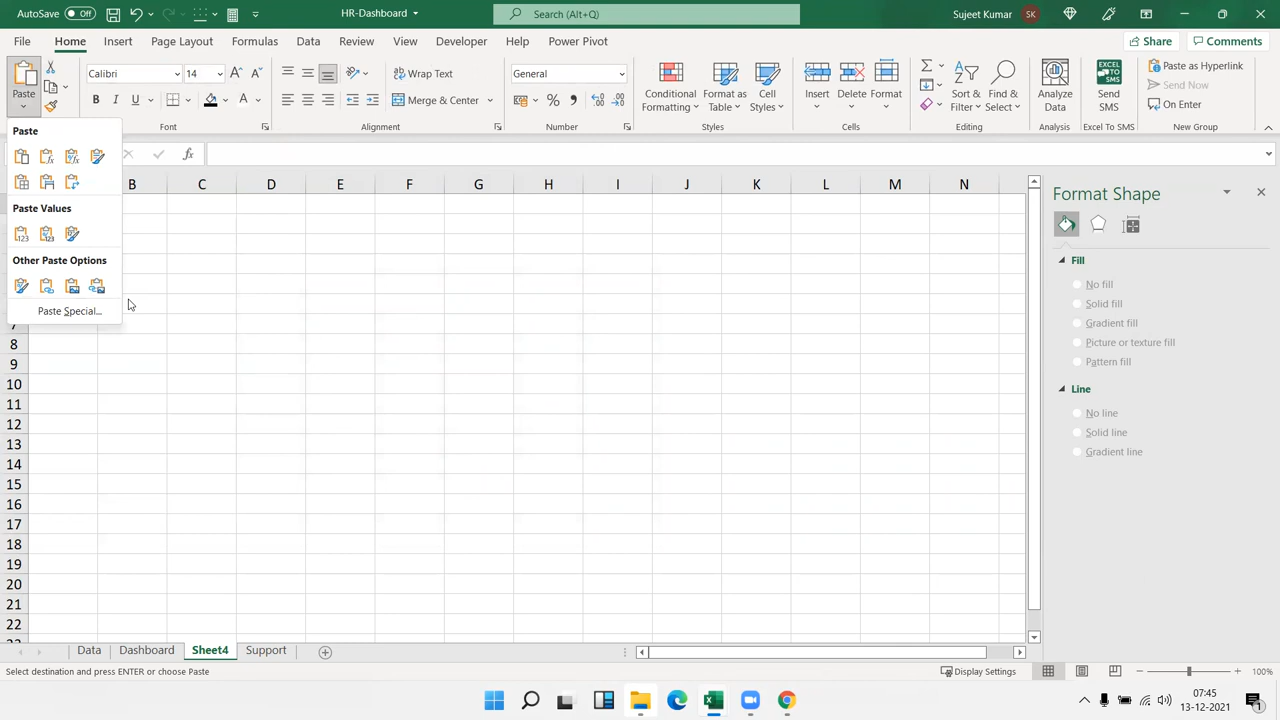 AutoSave Off
HR-Dashboard
Search (Alt+Q)
Sujeet Kumar
SK
File Home Insert Page Layout Formulas Data Review View Developer Help Power Pivot
Share Comments
Paste
Calibri 14
B I U
Font
Wrap Text
Merge & Center
Alignment
General
Number
Conditional Formatting
Format as Table
Cell Styles
Styles
Insert Delete Format
Cells
Sort & Filter
Find & Select
Editing
Analyze Data
Analysis
EXCEL TO SMS
Send SMS
Excel To SMS
Paste as Hyperlink
Send Now
On Enter
New Group
Paste
Paste Values
Other Paste Options
Paste Special...
fx
B C D E F G H I J K L M N
7
8
9
10
11
12
13
14
15
16
17
18
19
20
21
22
Format Shape
Fill
No fill
Solid fill
Gradient fill
Picture or texture fill
Pattern fill
Line
No line
Solid line
Gradient line
Data Dashboard Sheet4 Support
Select destination and press ENTER or choose Paste
Display Settings
100%
07:45
13-12-2021